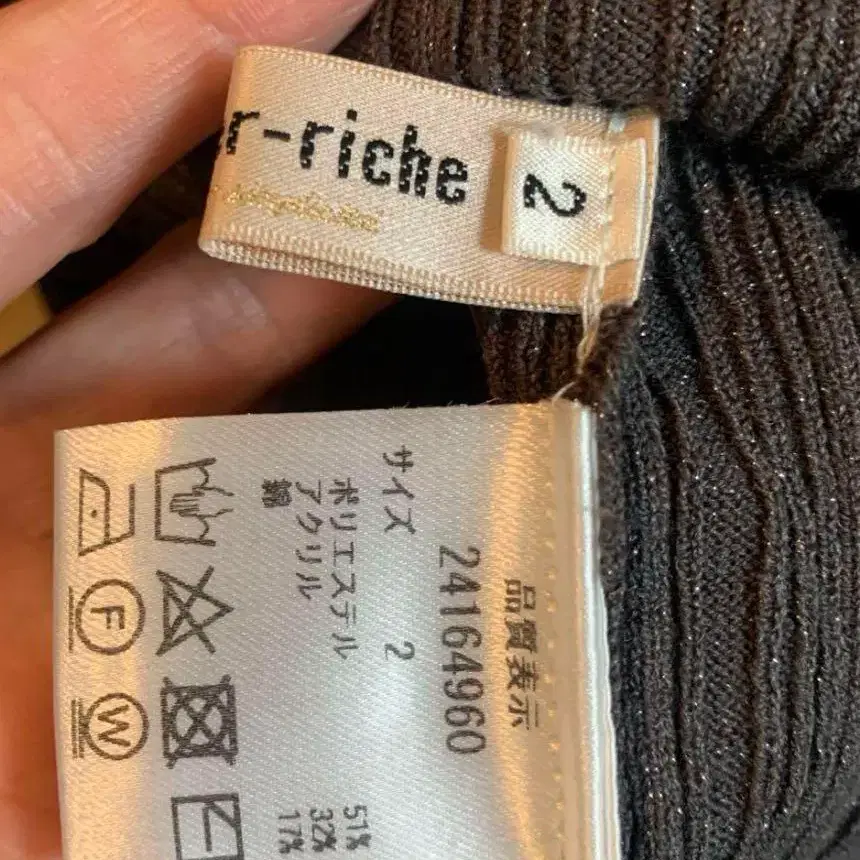 er-riche
2
品質表示
24164960
サイズ 2
ポリエステル 51%
アクリル 32%
綿 17%
F
W